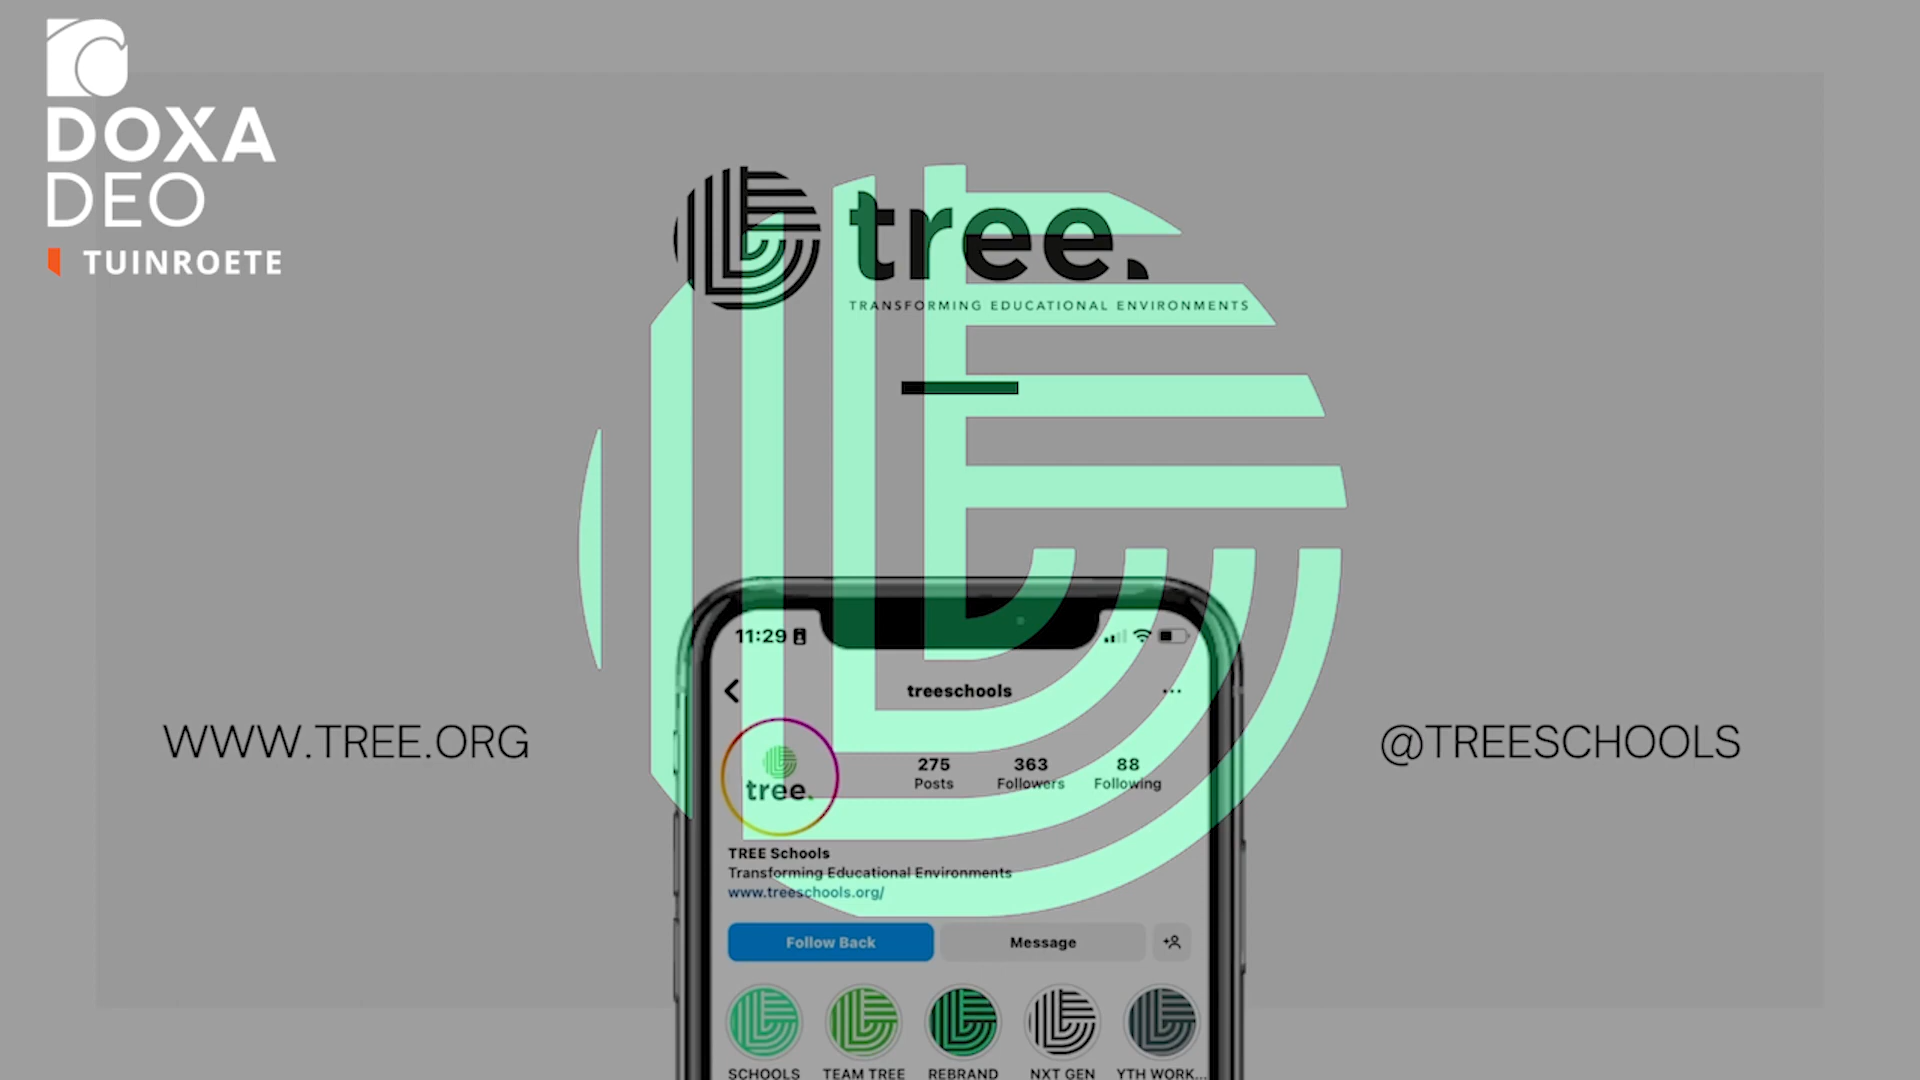 DOXA
DEO
TUINROETE
tree.
TRANSFORMING EDUCATIONAL ENVIRONMENTS
WWW.TREE.ORG
@TREESCHOOLS
11:29
treeschools
tree.
275 363 88
Posts Followers Following
TREE Schools
Transforming Educational Environments
www.treeschools.org/
Follow Back Message
SCHOOLS TEAM TREE REBRAND NXT GEN YTH WORK...